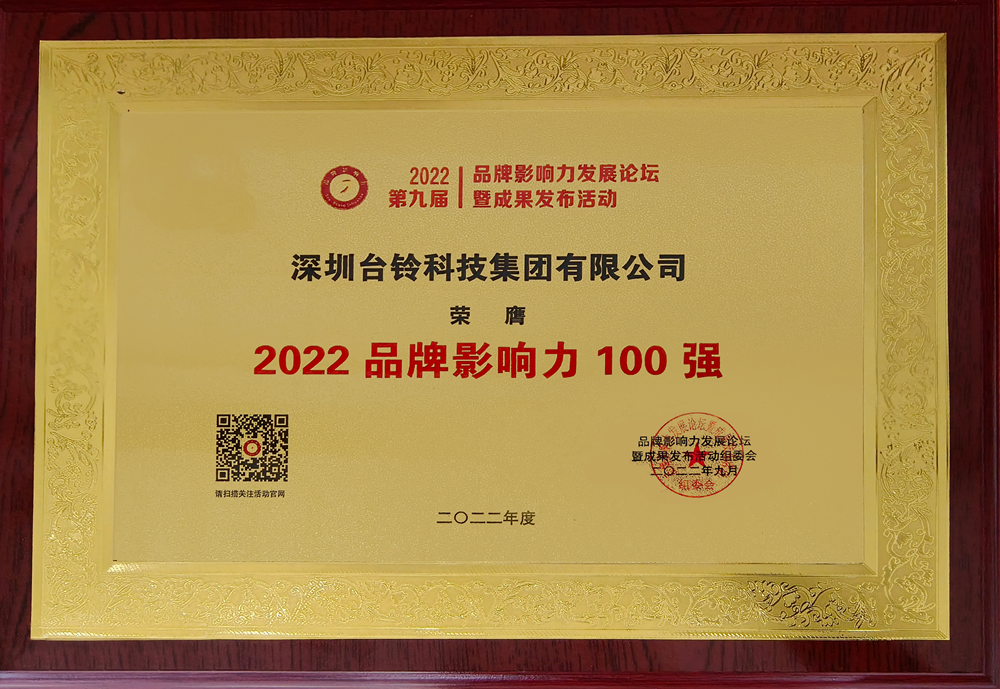 2022
第九届
品牌影响力发展论坛
暨成果发布活动
深圳台铃科技集团有限公司
荣 膺
2022 品牌影响力 100 强
请扫描关注活动官网
品牌影响力发展论坛
暨成果发布活动组委会
二〇二二年九月
组委会
二〇二二年度